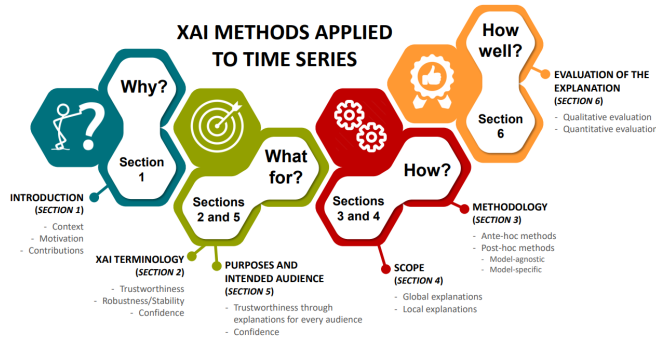 XAI METHODS APPLIED
TO TIME SERIES
Why?
Section
1
INTRODUCTION
(SECTION 1)
- Context
- Motivation
- Contributions
What
for?
Sections
2 and 5
XAI TERMINOLOGY
(SECTION 2)
- Trustworthiness
- Robustness/Stability
- Confidence
PURPOSES AND
INTENDED AUDIENCE
(SECTION 5)
- Trustworthiness through
explanations for every audience
- Confidence
How?
Sections
3 and 4
SCOPE
(SECTION 4)
- Global explanations
- Local explanations
METHODOLOGY
(SECTION 3)
- Ante-hoc methods
- Post-hoc methods
- Model-agnostic
- Model-specific
How
well?
Section
6
EVALUATION OF THE
EXPLANATION
(SECTION 6)
- Qualitative evaluation
- Quantitative evaluation